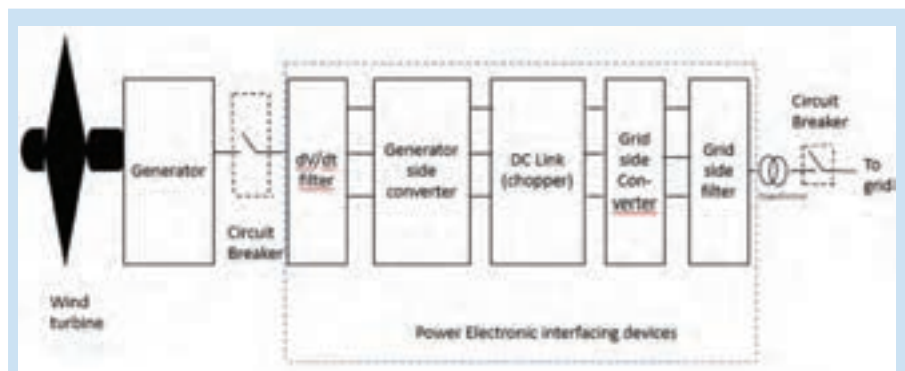 Wind
turbine
Generator
Circuit
Breaker
dV/dt
filter
Generator
side
converter
DC Link
(chopper)
Grid
side
Con-
verter
Grid
side
filter
Circuit
Breaker
To
grid
Power Electronic interfacing devices